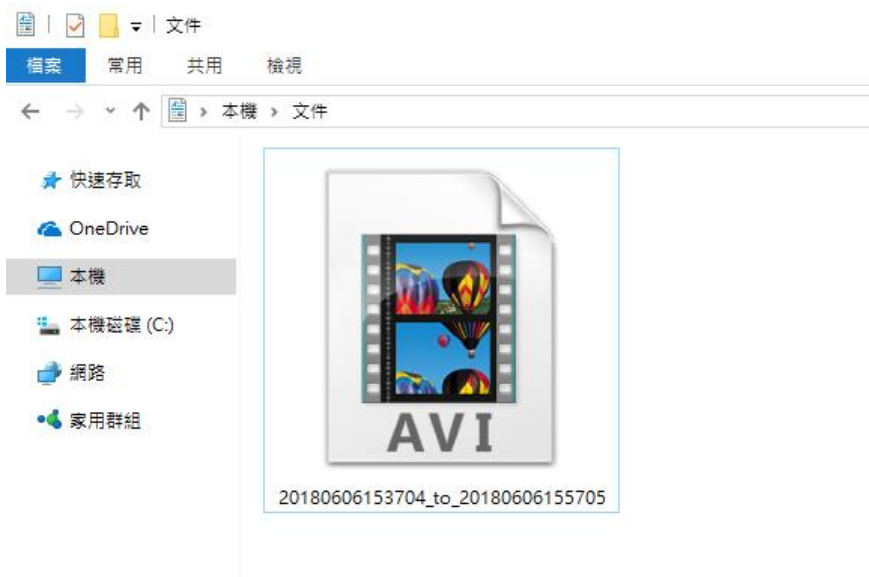 文件
檔案 常用 共用 檢視
本機 文件
快速存取
OneDrive
本機
本機磁碟 (C:)
網路
家用群組
AVI
20180606153704_to_20180606155705